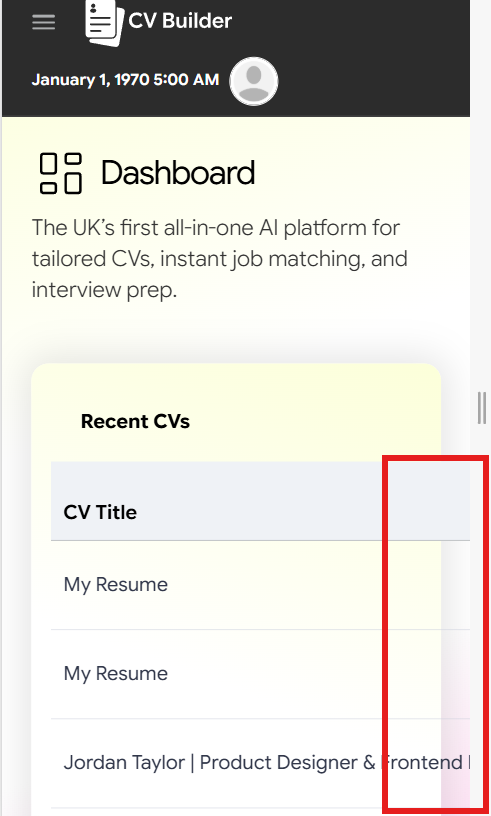 CV Builder
January 1, 1970 5:00 AM
Dashboard
The UK’s first all-in-one AI platform for
tailored CVs, instant job matching, and
interview prep.
Recent CVs
CV Title
My Resume
My Resume
Jordan Taylor | Product Designer & Frontend